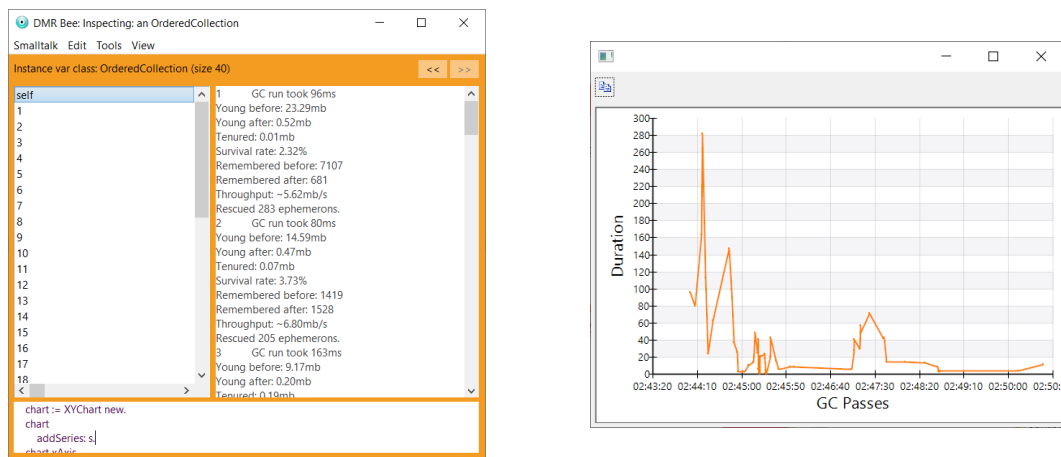 DMR Bee: Inspecting: an OrderedCollection
Smalltalk Edit Tools View
Instance var class: OrderedCollection (size 40)
<< >>
self
1
2
3
4
5
6
7
8
9
10
11
12
13
14
15
16
17
18
1 GC run took 96ms
Young before: 23.29mb
Young after: 0.52mb
Tenured: 0.01mb
Survival rate: 2.32%
Remembered before: 7107
Remembered after: 681
Throughput: ~5.62mb/s
Rescued 283 ephemerons.
2 GC run took 80ms
Young before: 14.59mb
Young after: 0.47mb
Tenured: 0.07mb
Survival rate: 3.73%
Remembered before: 1419
Remembered after: 1528
Throughput: ~6.80mb/s
Rescued 205 ephemerons.
3 GC run took 163ms
Young before: 9.17mb
Young after: 0.20mb
Tenured: 0.19mb
chart := XYChart new.
chart
addSeries: s.
chart xAxis
300
280
260
240
220
200
180
160
140
120
100
80
60
40
20
0
Duration
02:43:20 02:44:10 02:45:00 02:45:50 02:46:40 02:47:30 02:48:20 02:49:10 02:50:00 02:50:
GC Passes